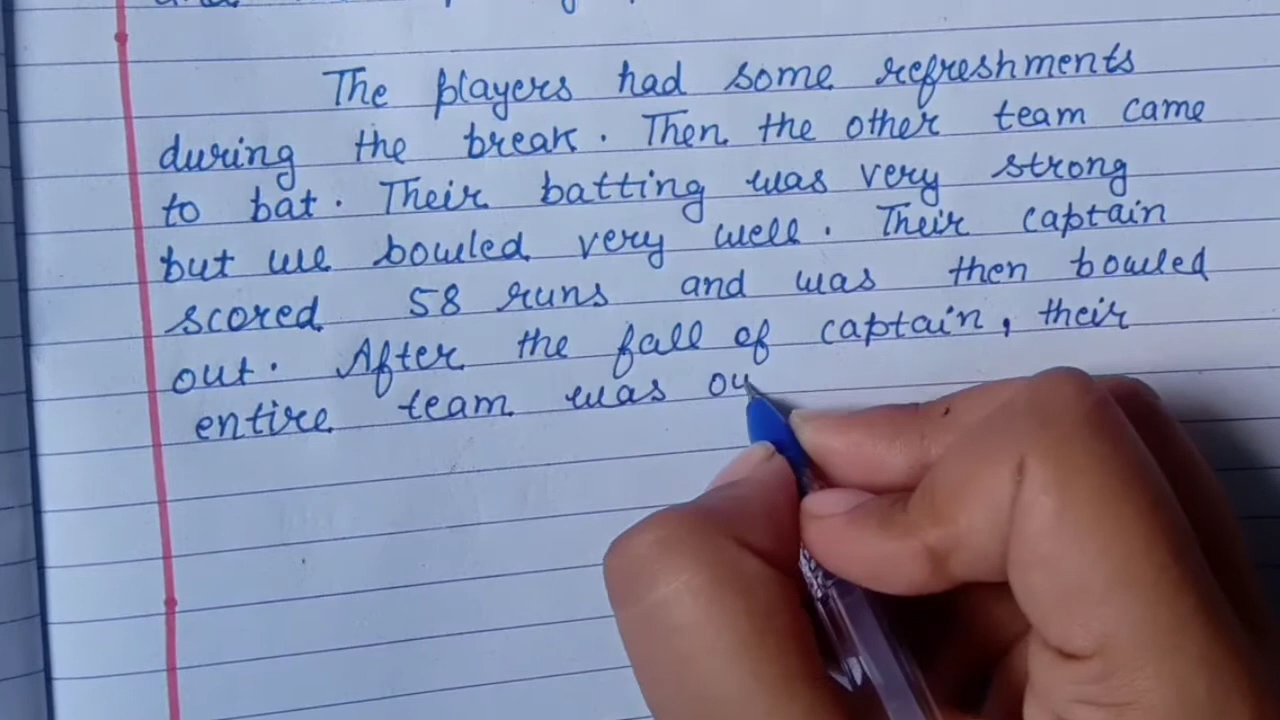 The players had some refreshments
during the break. Then the other team came
to bat. Their batting was very strong
but we bowled very well. Their captain
scored 58 runs and was then bowled
out. After the fall of captain, their
entire team was ou